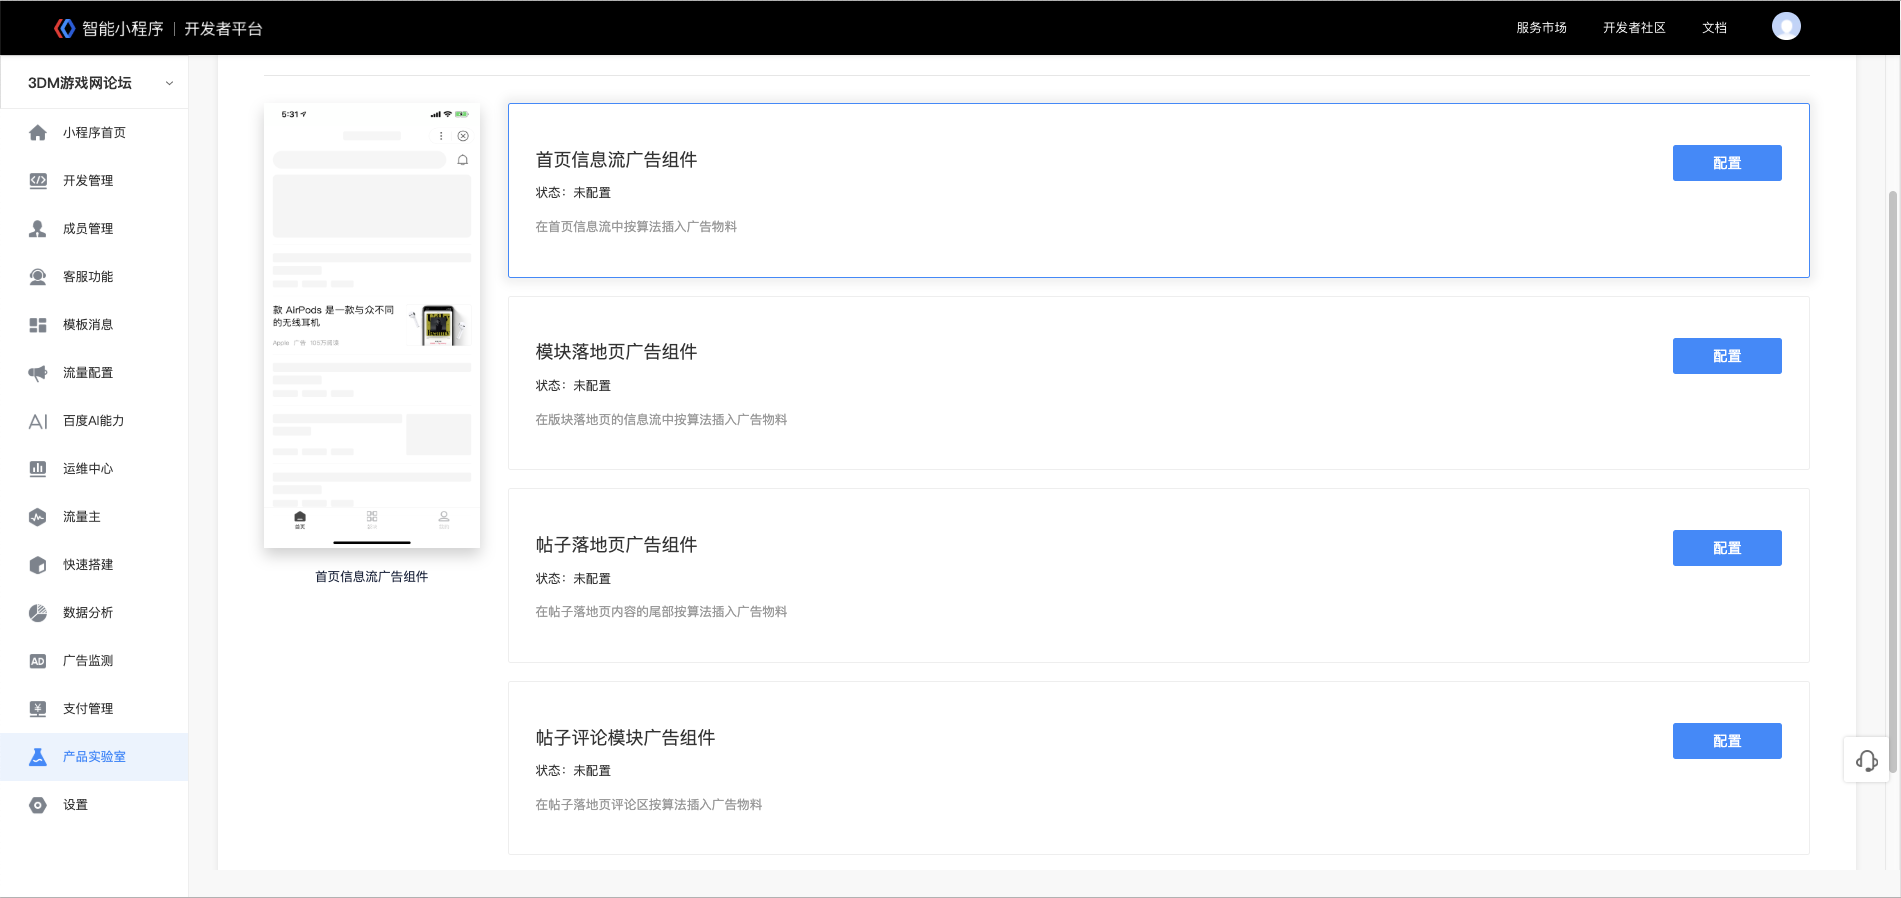 智能小程序 | 开发者平台
服务市场
开发者社区
文档
3DM游戏网论坛
小程序首页
开发管理
成员管理
客服功能
模板消息
流量配置
百度AI能力
运维中心
流量主
快速搭建
数据分析
广告监测
支付管理
产品实验室
设置
5:31
款 AirPods 是一款与众不同
的无线耳机
Apple 广告 105万阅读
首页
首页信息流广告组件
首页信息流广告组件
状态：未配置
在首页信息流中按算法插入广告物料
配置
模块落地页广告组件
状态：未配置
在版块落地页的信息流中按算法插入广告物料
配置
帖子落地页广告组件
状态：未配置
在帖子落地页内容的尾部按算法插入广告物料
配置
帖子评论模块广告组件
状态：未配置
在帖子落地页评论区按算法插入广告物料
配置